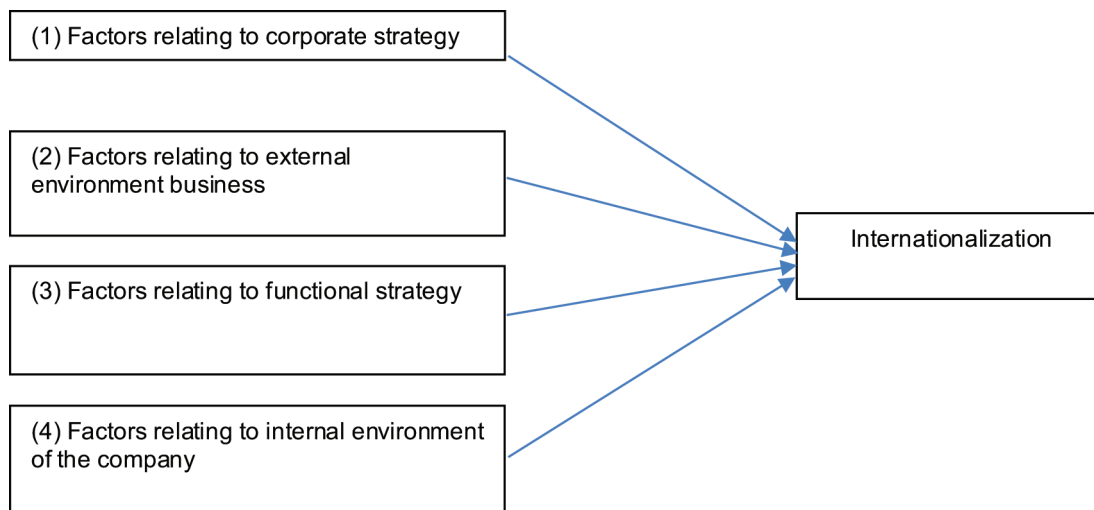 (1) Factors relating to corporate strategy
(2) Factors relating to external
environment business
Internationalization
(3) Factors relating to functional strategy
(4) Factors relating to internal environment
of the company